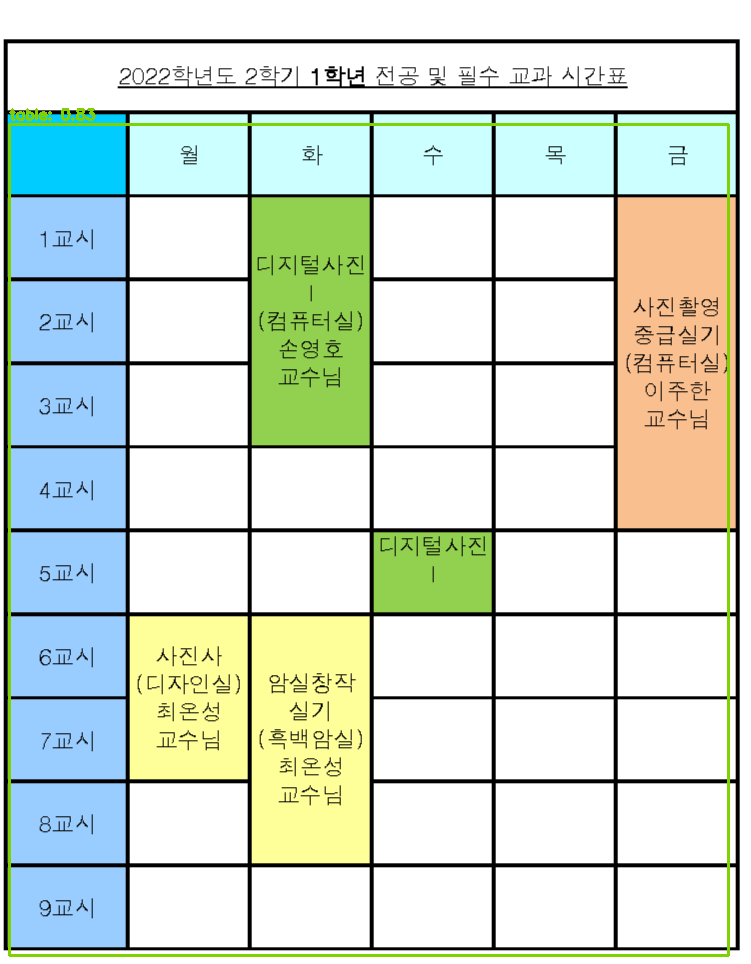 2022학년도 2학기 1학년 전공 및 필수 교과 시간표
table: 0.83
월 화 수 목 금
1교시
2교시
3교시
4교시
5교시
6교시
7교시
8교시
9교시
사진사
(디자인실)
최온성
교수님
디지털사진
I
(컴퓨터실)
손영호
교수님
암실창작
실기
(흑백암실)
최온성
교수님
디지털사진
I
사진촬영
중급실기
(컴퓨터실)
이주한
교수님